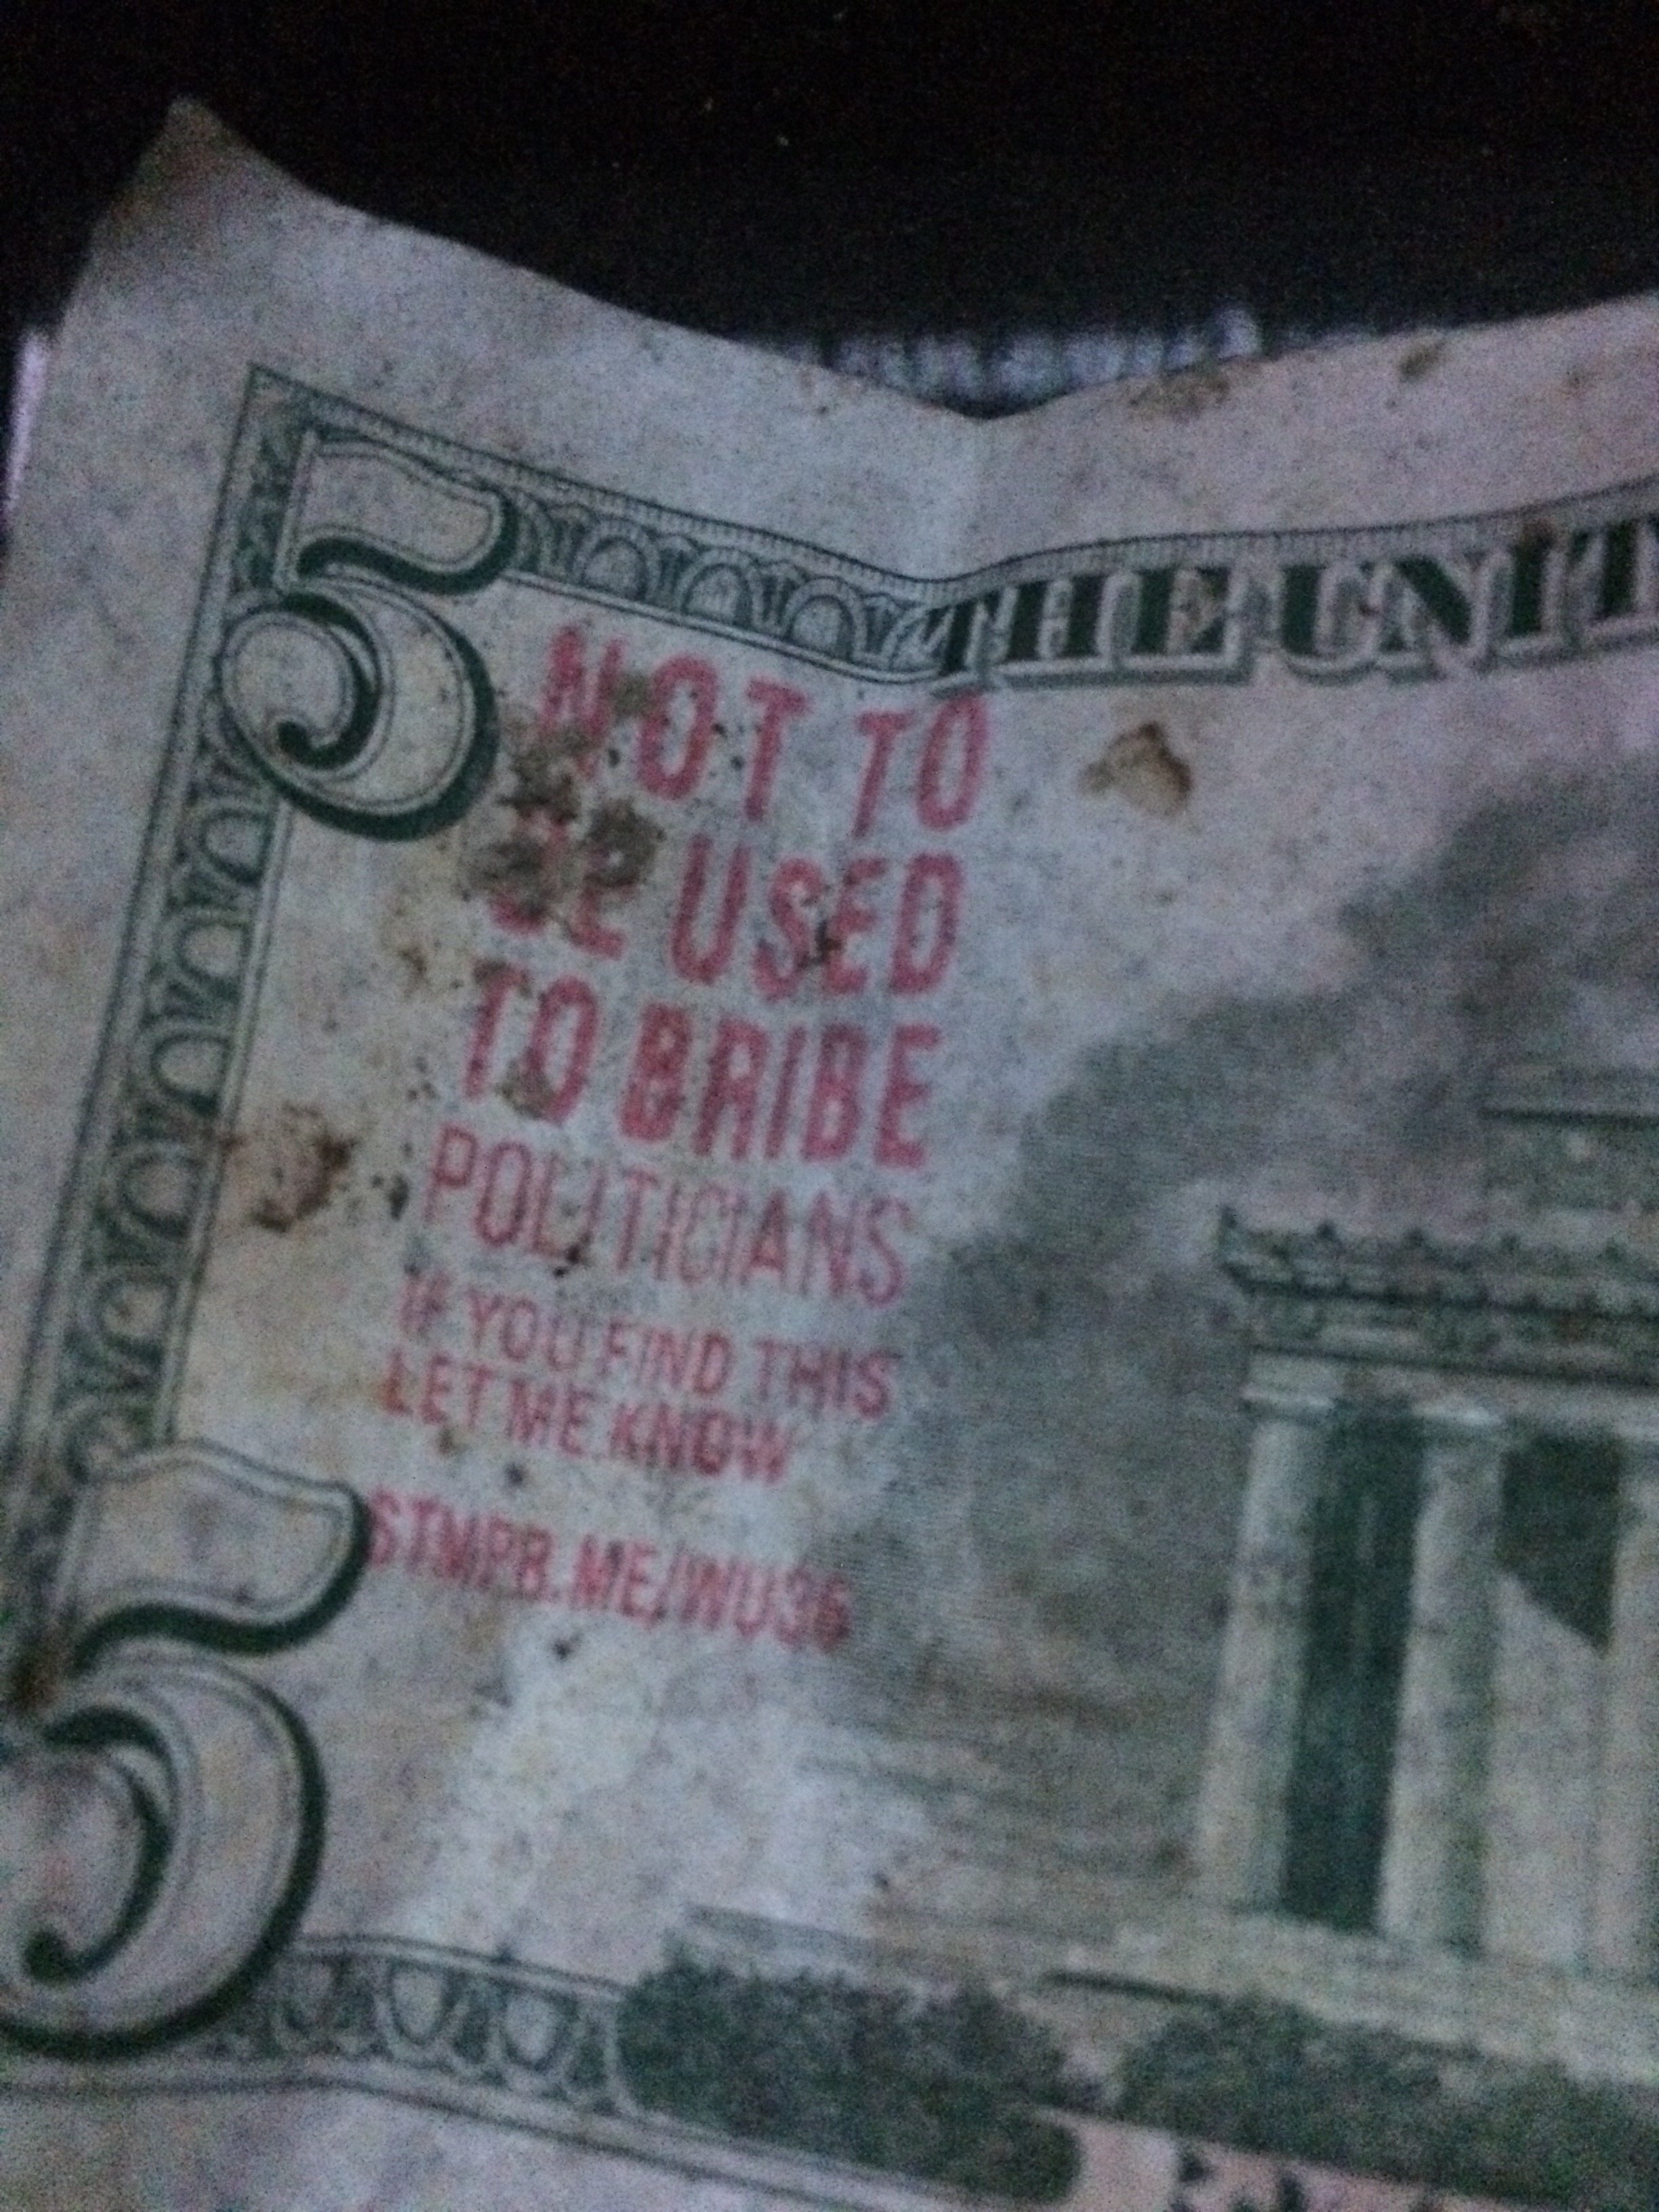 5
THE UNIT
NOT TO
BE USED
TO BRIBE
POLITICIANS
IF YOU FIND THIS
LET ME KNOW
STMPB.ME/WU36
5